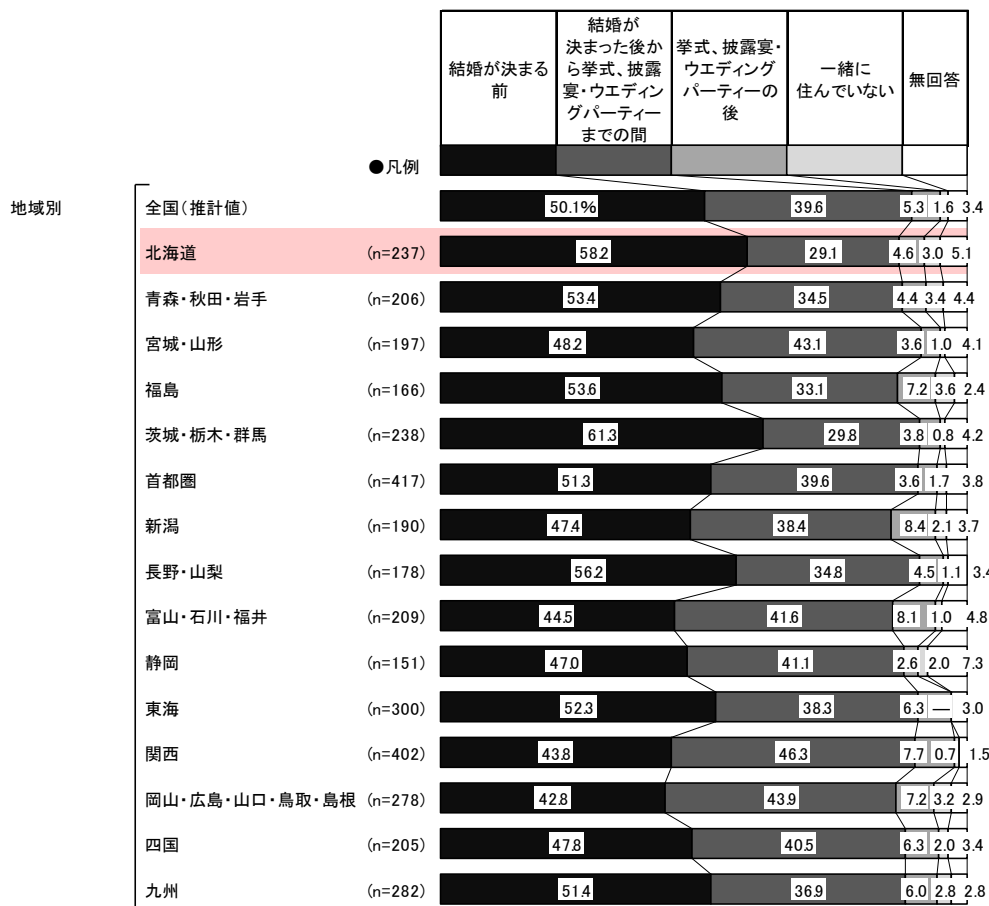 結婚が決まる
前
結婚が
決まった後か
ら挙式、披露
宴・ウエディン
グパーティー
までの間
挙式、披露宴・
ウエディング
パーティーの
後
一緒に
住んでいない
無回答
●凡例
地域別
全国(推計値) 50.1% 39.6 5.3 1.6 3.4
北海道 (n=237) 58.2 29.1 4.6 3.0 5.1
青森・秋田・岩手 (n=206) 53.4 34.5 4.4 3.4 4.4
宮城・山形 (n=197) 48.2 43.1 3.6 1.0 4.1
福島 (n=166) 53.6 33.1 7.2 3.6 2.4
茨城・栃木・群馬 (n=238) 61.3 29.8 3.8 0.8 4.2
首都圏 (n=417) 51.3 39.6 3.6 1.7 3.8
新潟 (n=190) 47.4 38.4 8.4 2.1 3.7
長野・山梨 (n=178) 56.2 34.8 4.5 1.1 3.4
富山・石川・福井 (n=209) 44.5 41.6 8.1 1.0 4.8
静岡 (n=151) 47.0 41.1 2.6 2.0 7.3
東海 (n=300) 52.3 38.3 6.3 — 3.0
関西 (n=402) 43.8 46.3 7.7 0.7 1.5
岡山・広島・山口・鳥取・島根 (n=278) 42.8 43.9 7.2 3.2 2.9
四国 (n=205) 47.8 40.5 6.3 2.0 3.4
九州 (n=282) 51.4 36.9 6.0 2.8 2.8